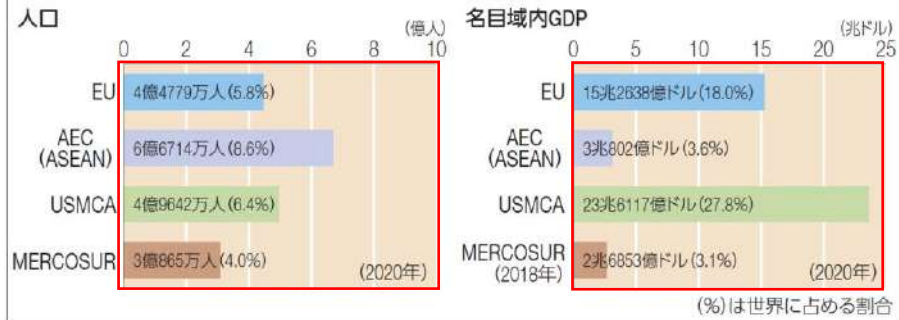 人口
(億人)
0 2 4 6 8 10
EU 4億4779万人(5.8%)
AEC
(ASEAN) 6億6714万人(8.6%)
USMCA 4億9642万人(6.4%)
MERCOSUR 3億865万人(4.0%)
(2020年)
名目域内GDP
(兆ドル)
0 5 10 15 20 25
EU 15兆2638億ドル(18.0%)
AEC
(ASEAN) 3兆802億ドル(3.6%)
USMCA 23兆6117億ドル(27.8%)
MERCOSUR
(2018年) 2兆6853億ドル(3.1%)
(2020年)
(%)は世界に占める割合